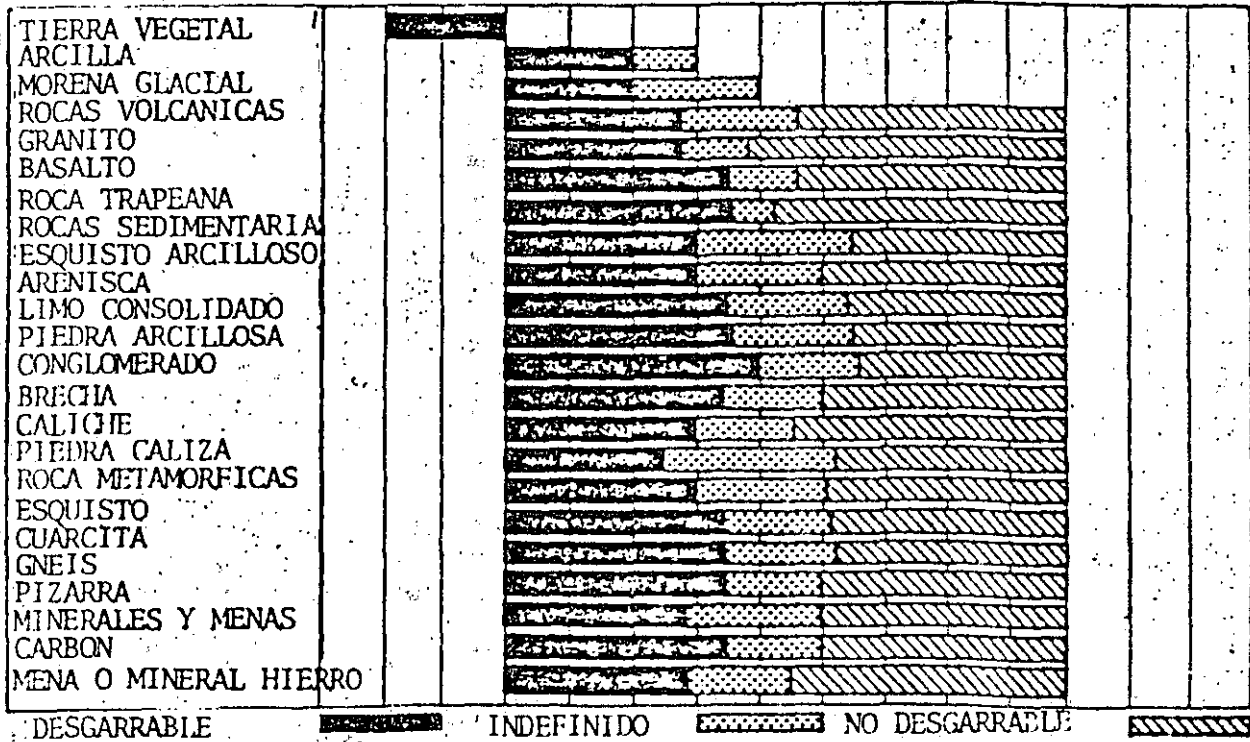 TIERRA VEGETAL
ARCILLA
MORENA GLACIAL
ROCAS VOLCANICAS
GRANITO
BASALTO
ROCA TRAPEANA
ROCAS SEDIMENTARIAS
ESQUISTO ARCILLOSO
ARENISCA
LIMO CONSOLIDADO
PIEDRA ARCILLOSA
CONGLOMERADO
BRECHA
CALICHE
PIEDRA CALIZA
ROCA METAMORFICAS
ESQUISTO
CUARCITA
GNEIS
PIZARRA
MINERALES Y MENAS
CARBON
MENA O MINERAL HIERRO
DESGARRABLE INDEFINIDO NO DESGARRABLE